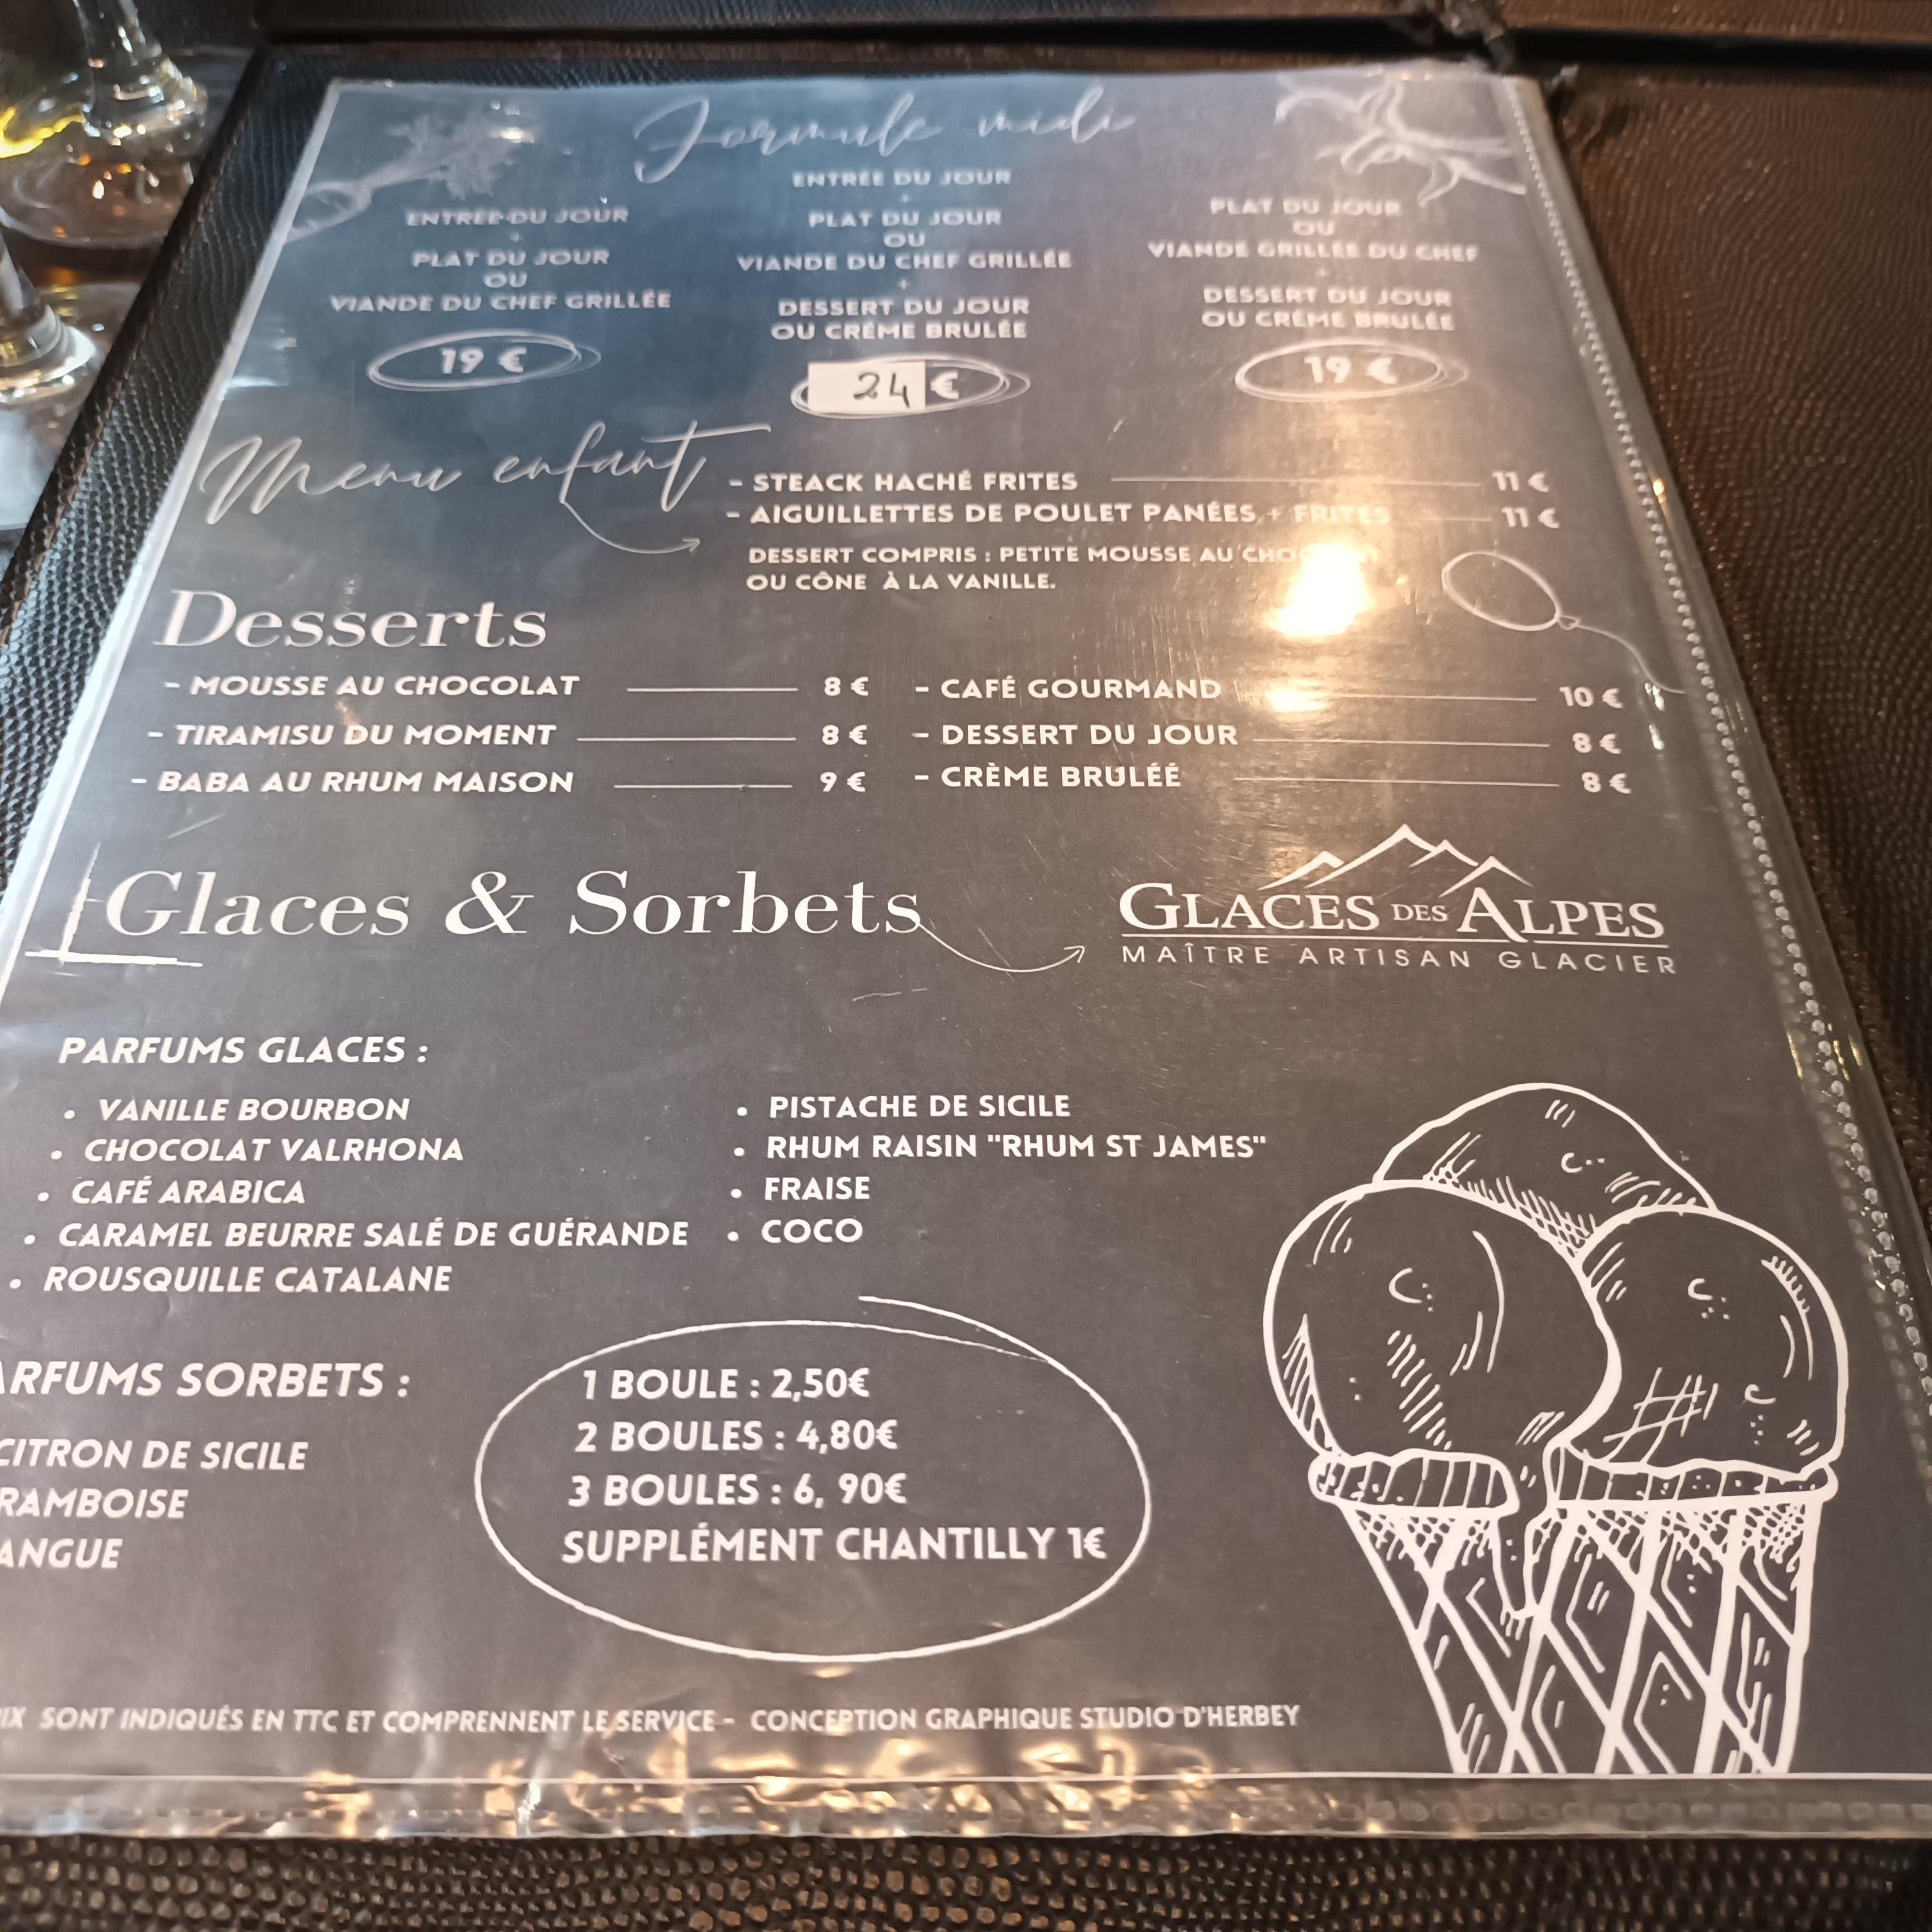 Formule midi
ENTRÉE DU JOUR
+
PLAT DU JOUR
OU
VIANDE DU CHEF GRILLÉE
19 €
ENTRÉE DU JOUR
+
PLAT DU JOUR
OU
VIANDE DU CHEF GRILLÉE
+
DESSERT DU JOUR
OU CRÈME BRULÉE
24 €
PLAT DU JOUR
OU
VIANDE GRILLÉE DU CHEF
+
DESSERT DU JOUR
OU CRÈME BRULÉE
19 €
Menu enfant
- STEACK HACHÉ FRITES 11 €
- AIGUILLETTES DE POULET PANÉES + FRITES 11 €
DESSERT COMPRIS : PETITE MOUSSE AU
OU CÔNE À LA VANILLE.
Desserts
- MOUSSE AU CHOCOLAT 8 €
- TIRAMISU DU MOMENT 8 €
- BABA AU RHUM MAISON 9 €
- CAFÉ GOURMAND 10 €
- DESSERT DU JOUR 8 €
- CRÈME BRULÉÉ 8 €
Glaces & Sorbets
GLACES DES ALPES
MAÎTRE ARTISAN GLACIER
PARFUMS GLACES :
• VANILLE BOURBON
• CHOCOLAT VALRHONA
• CAFÉ ARABICA
• CARAMEL BEURRE SALÉ DE GUÉRANDE
• ROUSQUILLE CATALANE
• PISTACHE DE SICILE
• RHUM RAISIN "RHUM ST JAMES"
• FRAISE
• COCO
ARFUMS SORBETS :
CITRON DE SICILE
RAMBOISE
ANGUE
1 BOULE : 2,50€
2 BOULES : 4,80€
3 BOULES : 6, 90€
SUPPLÉMENT CHANTILLY 1€
IX SONT INDIQUÉS EN TTC ET COMPRENNENT LE SERVICE - CONCEPTION GRAPHIQUE STUDIO D'HERBEY